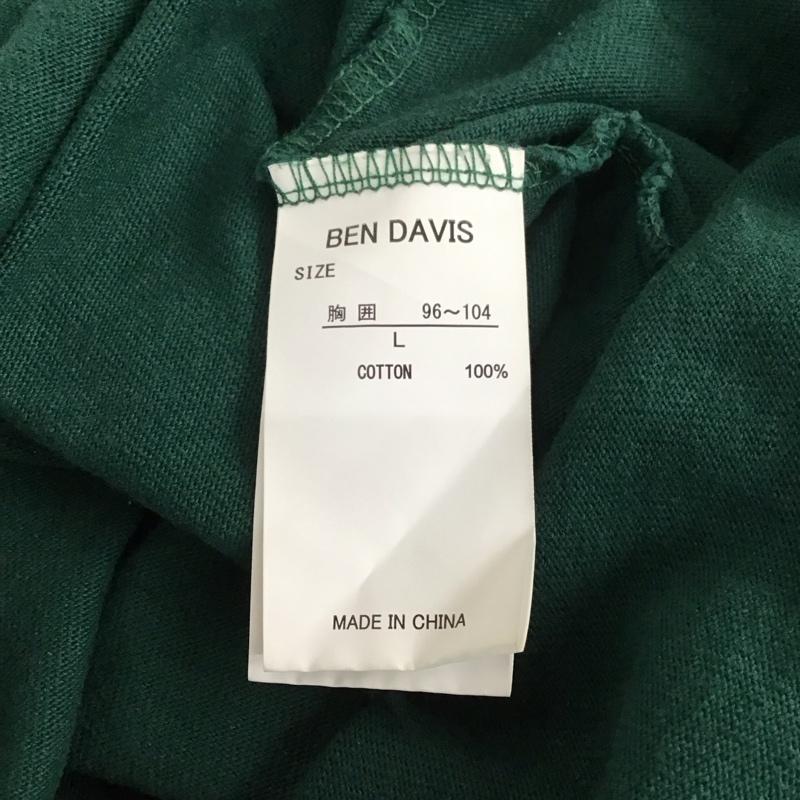 BEN DAVIS
SIZE
胸 囲 96～104
L
COTTON 100%
MADE IN CHINA